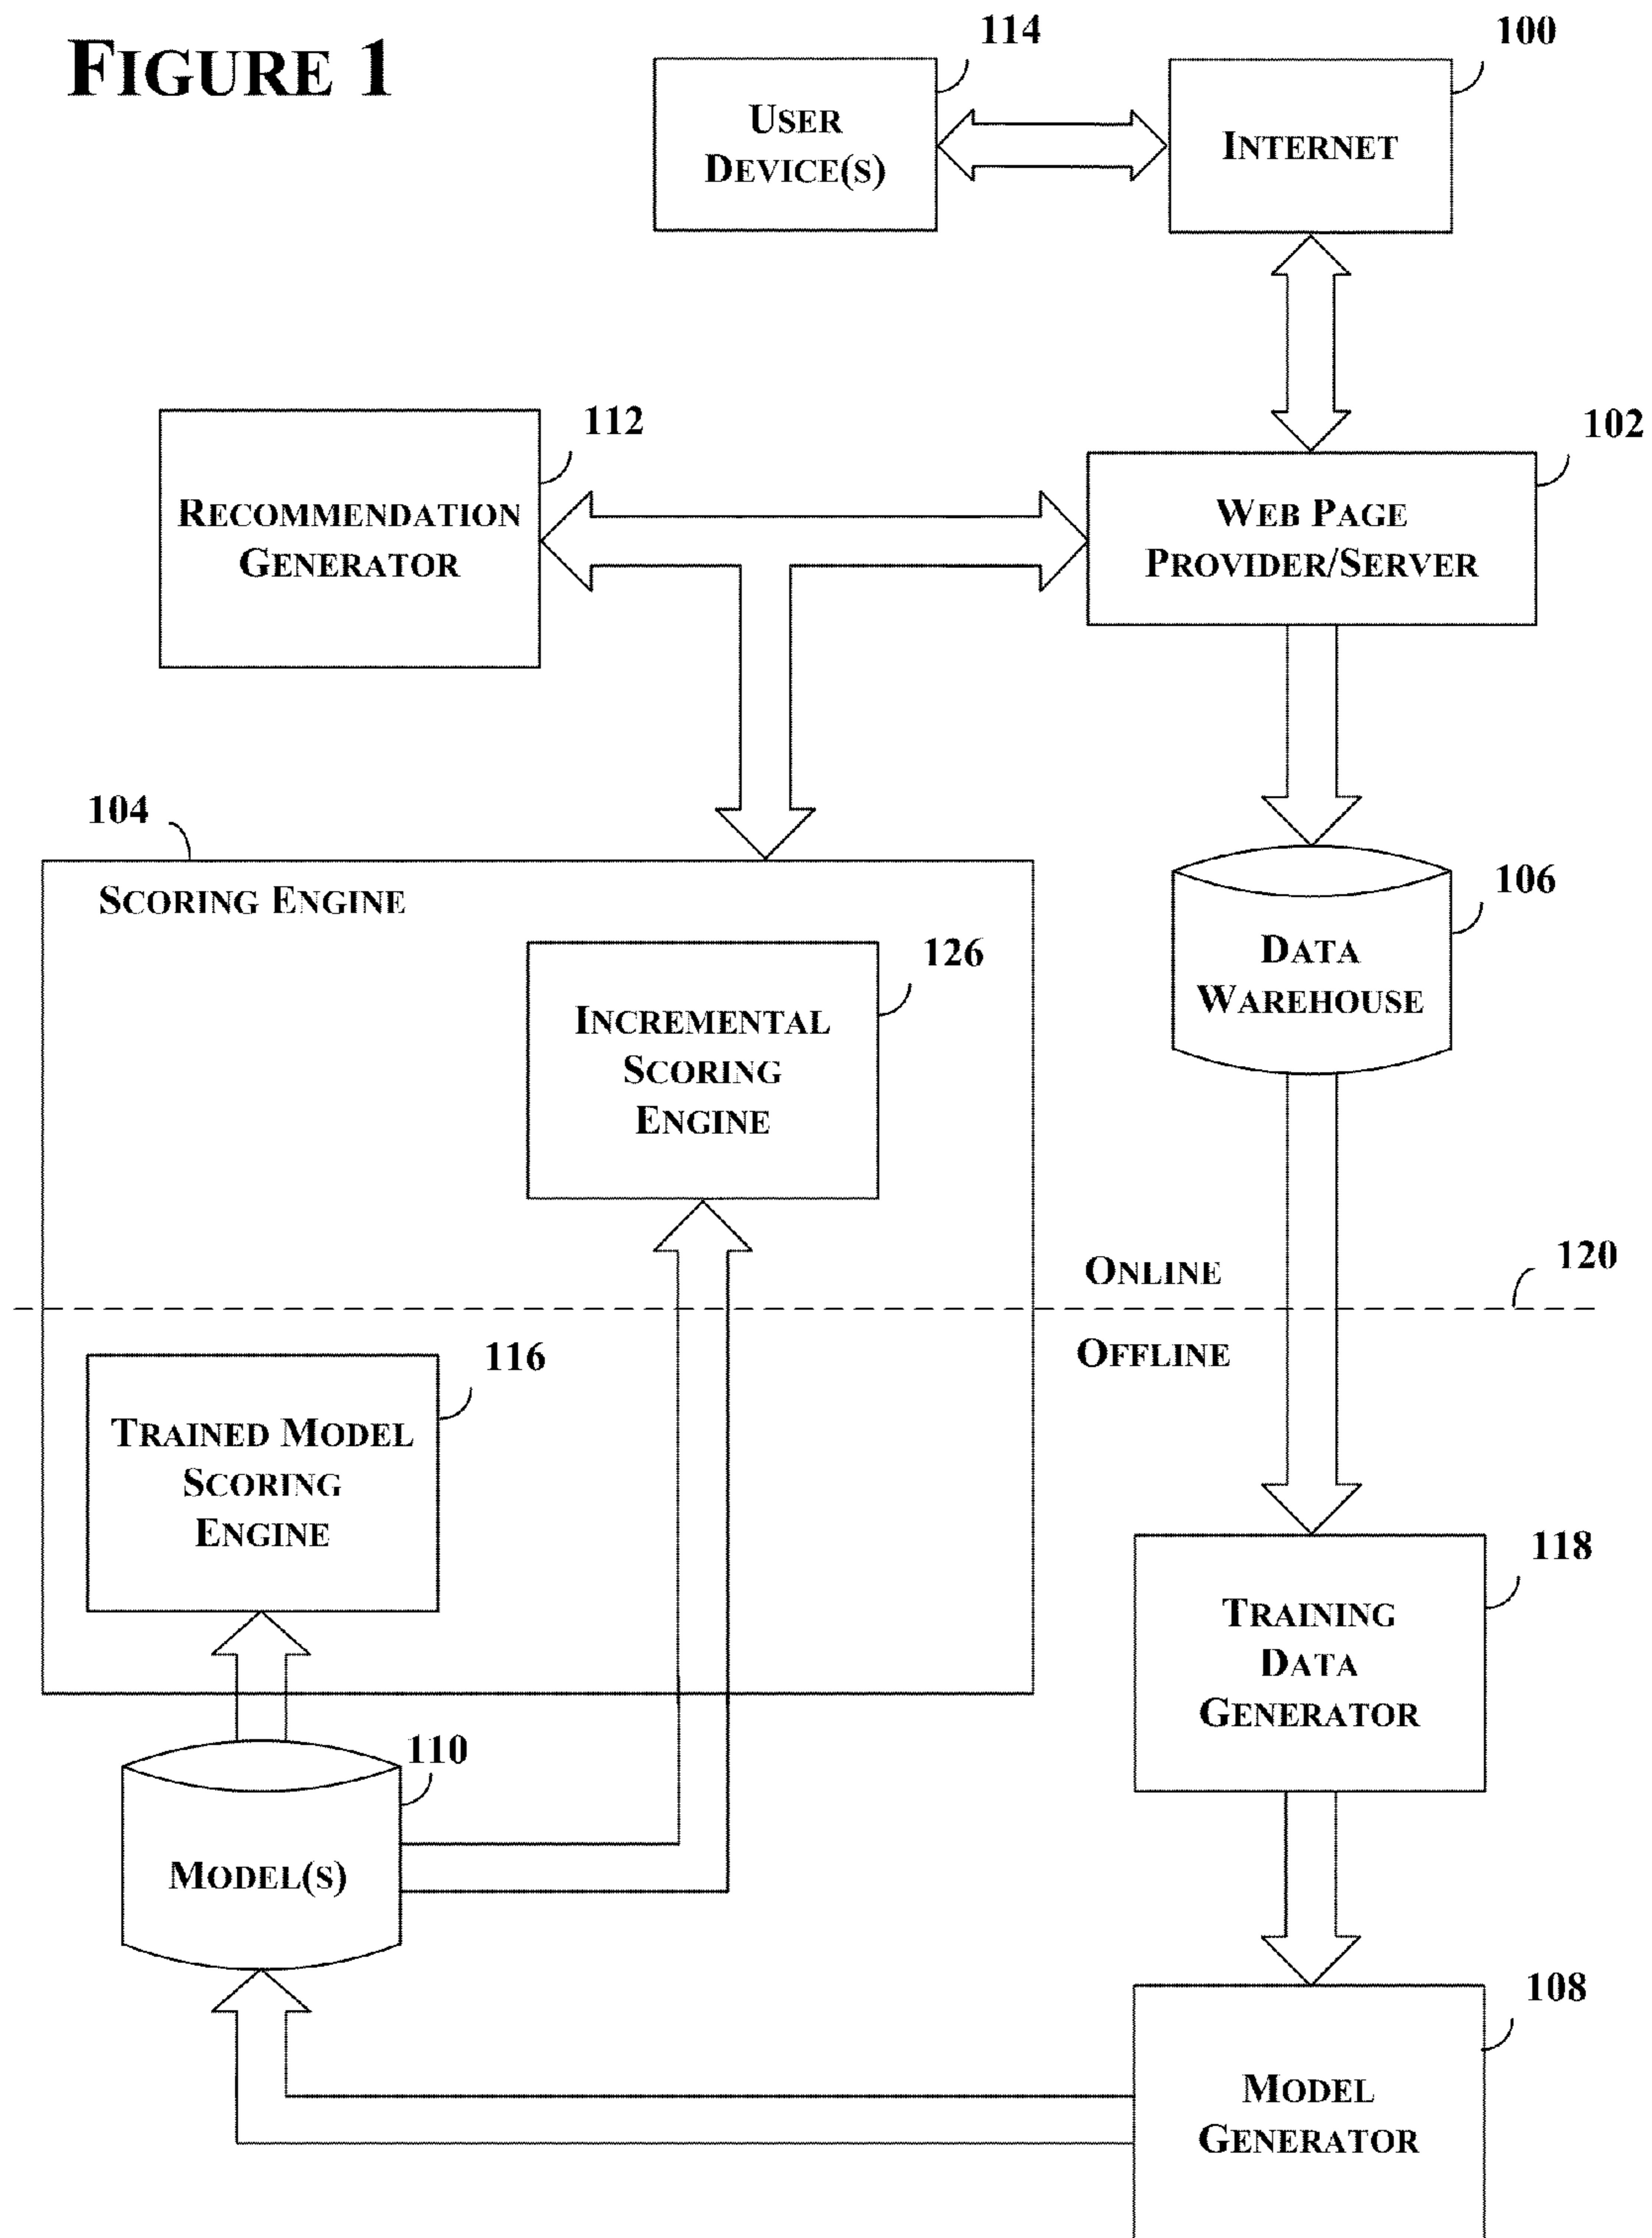 FIGURE 1
114
100
USER
DEVICE(S)
INTERNET
112
102
RECOMMENDATION
GENERATOR
WEB PAGE
PROVIDER/SERVER
104
SCORING ENGINE
106
126
DATA
WAREHOUSE
INCREMENTAL
SCORING
ENGINE
ONLINE
120
OFFLINE
116
TRAINED MODEL
SCORING
ENGINE
118
TRAINING
DATA
GENERATOR
110
MODEL(S)
108
MODEL
GENERATOR